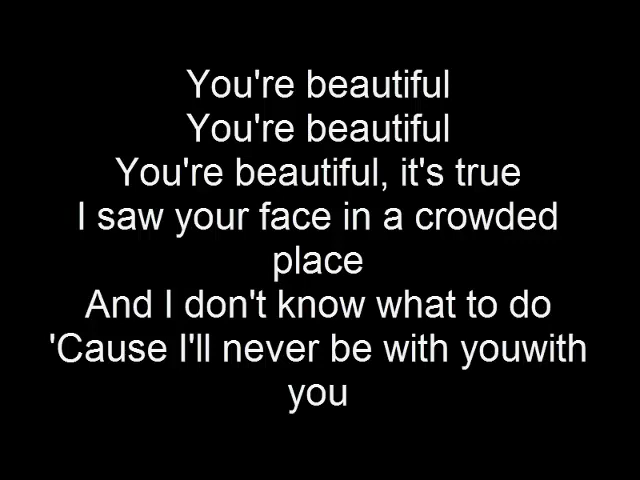 You're beautiful
You're beautiful
You're beautiful, it's true
I saw your face in a crowded
place
And I don't know what to do
'Cause I'll never be with youwith
you